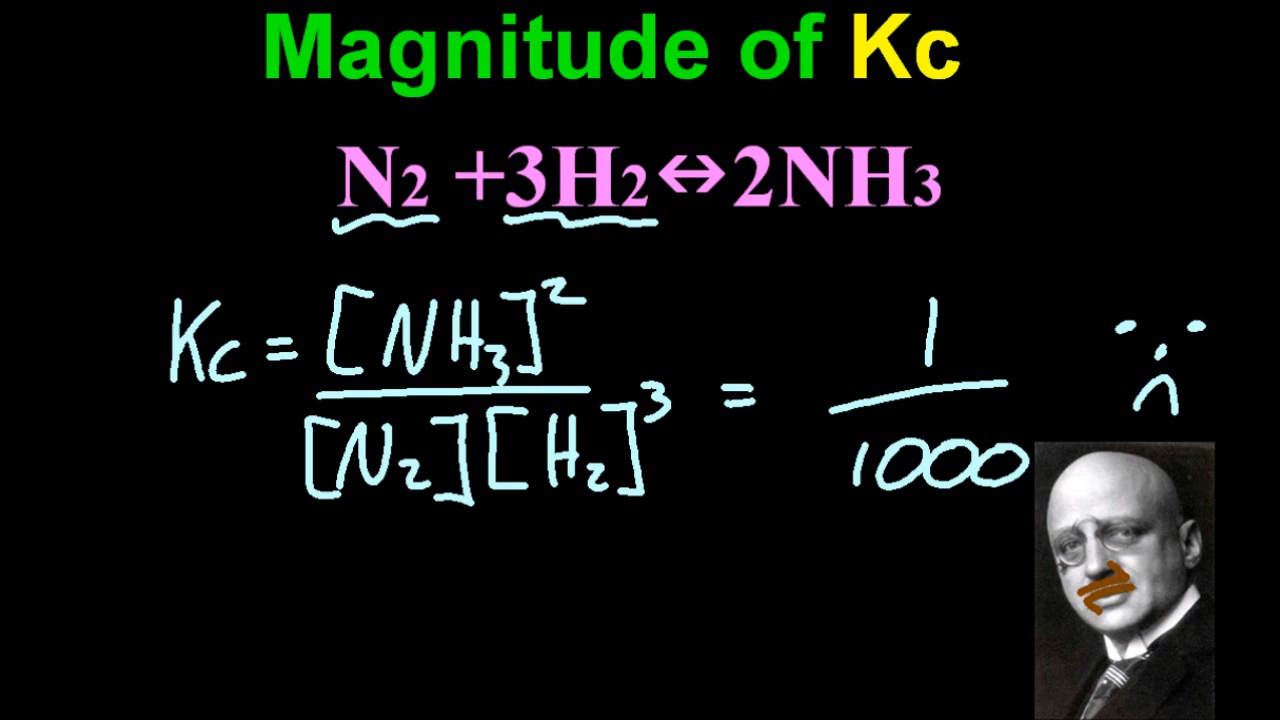 Magnitude of Kc
N2 +3H2↔2NH3
Kc = [NH3]^2 / [N2][H2]^3 = 1 / 1000